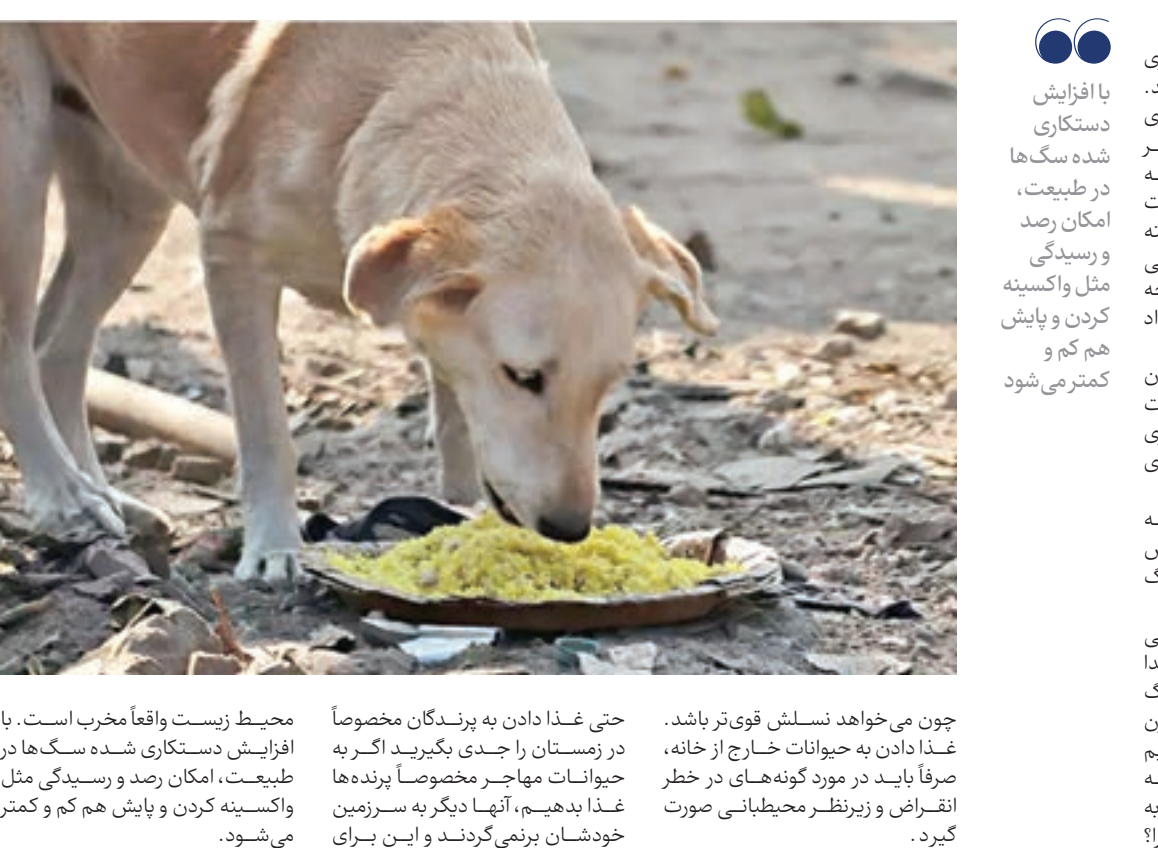 با افزایش
دستکاری
شده سگ‌ها
در طبیعت،
امکان رصد
و رسیدگی
مثل واکسینه
کردن و پایش
هم کم و
کمتر می‌شود
چون می‌خواهد نسلش قوی‌تر باشد.
غذا دادن به حیوانات خارج از خانه،
صرفاً باید در مورد گونه‌های در خطر
انقراض و زیرنظر محیطبانی صورت
گیرد.
حتی غذا دادن به پرندگان مخصوصاً
در زمستان را جدی بگیرید اگر به
حیوانات مهاجر مخصوصاً پرنده‌ها
غذا بدهیم، آنها دیگر به سرزمین
خودشان برنمی‌گردند و این برای
محیط زیست واقعاً مخرب است. با
افزایش دستکاری شده سگ‌ها در
طبیعت، امکان رصد و رسیدگی مثل
واکسینه کردن و پایش هم کم و کمتر
می‌شود.